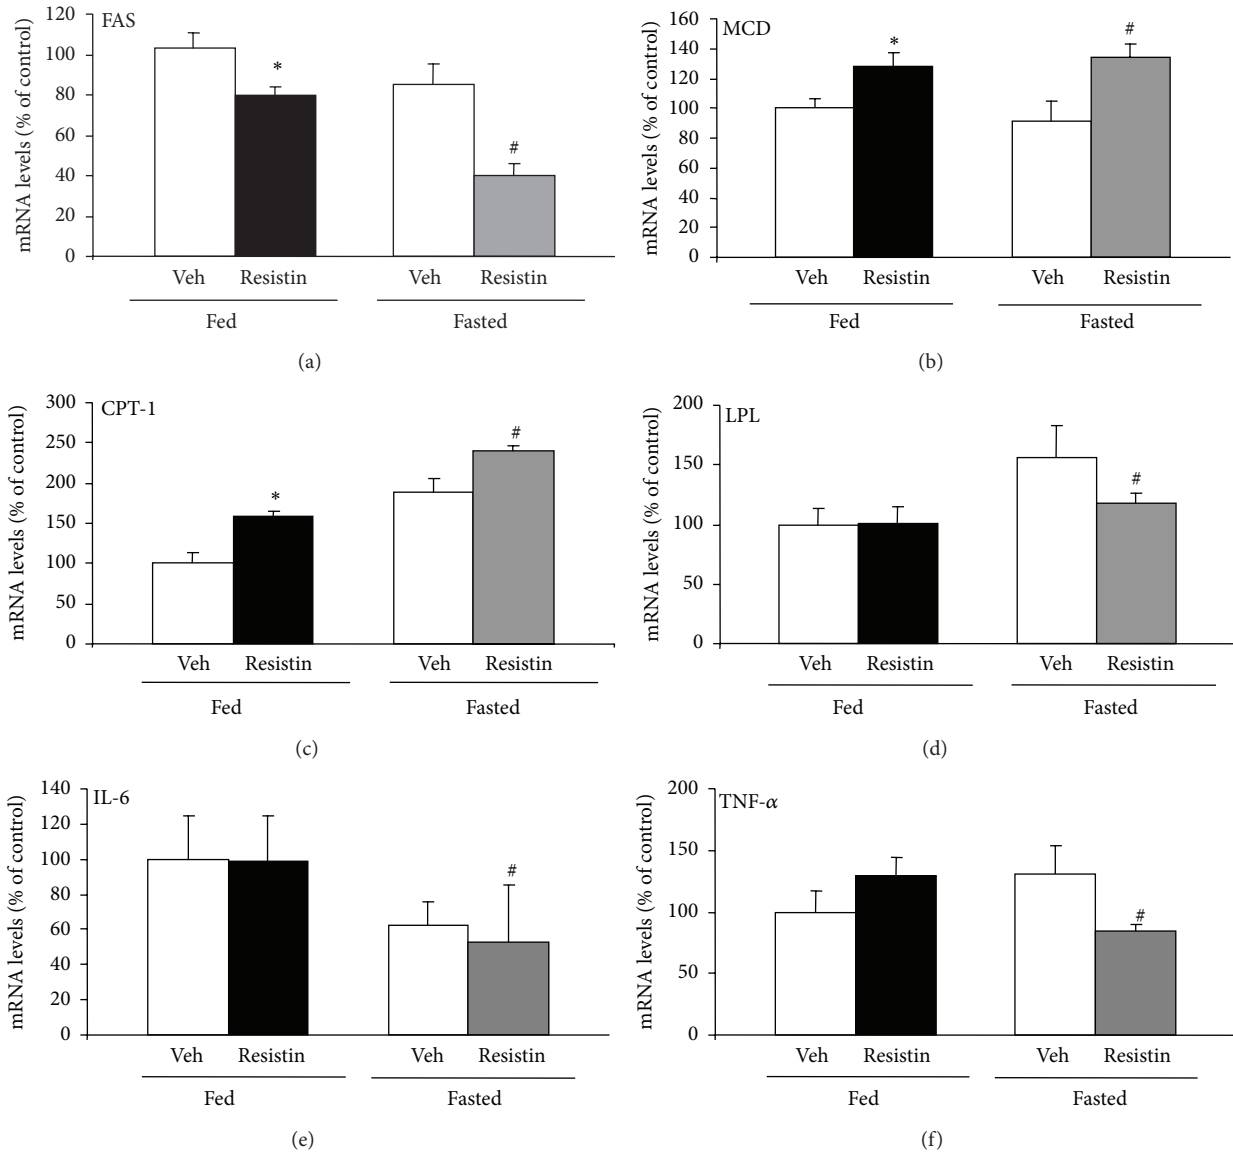 FAS
mRNA levels (% of control)
120
100
80
60
40
20
0
*
#
Veh Resistin Veh Resistin
Fed Fasted
(a)
MCD
mRNA levels (% of control)
160
140
120
100
80
60
40
20
0
*
#
Veh Resistin Veh Resistin
Fed Fasted
(b)
CPT-1
mRNA levels (% of control)
300
250
200
150
100
50
0
*
#
Veh Resistin Veh Resistin
Fed Fasted
(c)
LPL
mRNA levels (% of control)
200
150
100
50
0
#
Veh Resistin Veh Resistin
Fed Fasted
(d)
IL-6
mRNA levels (% of control)
140
120
100
80
60
40
20
0
#
Veh Resistin Veh Resistin
Fed Fasted
(e)
TNF-α
mRNA levels (% of control)
200
150
100
50
0
#
Veh Resistin Veh Resistin
Fed Fasted
(f)